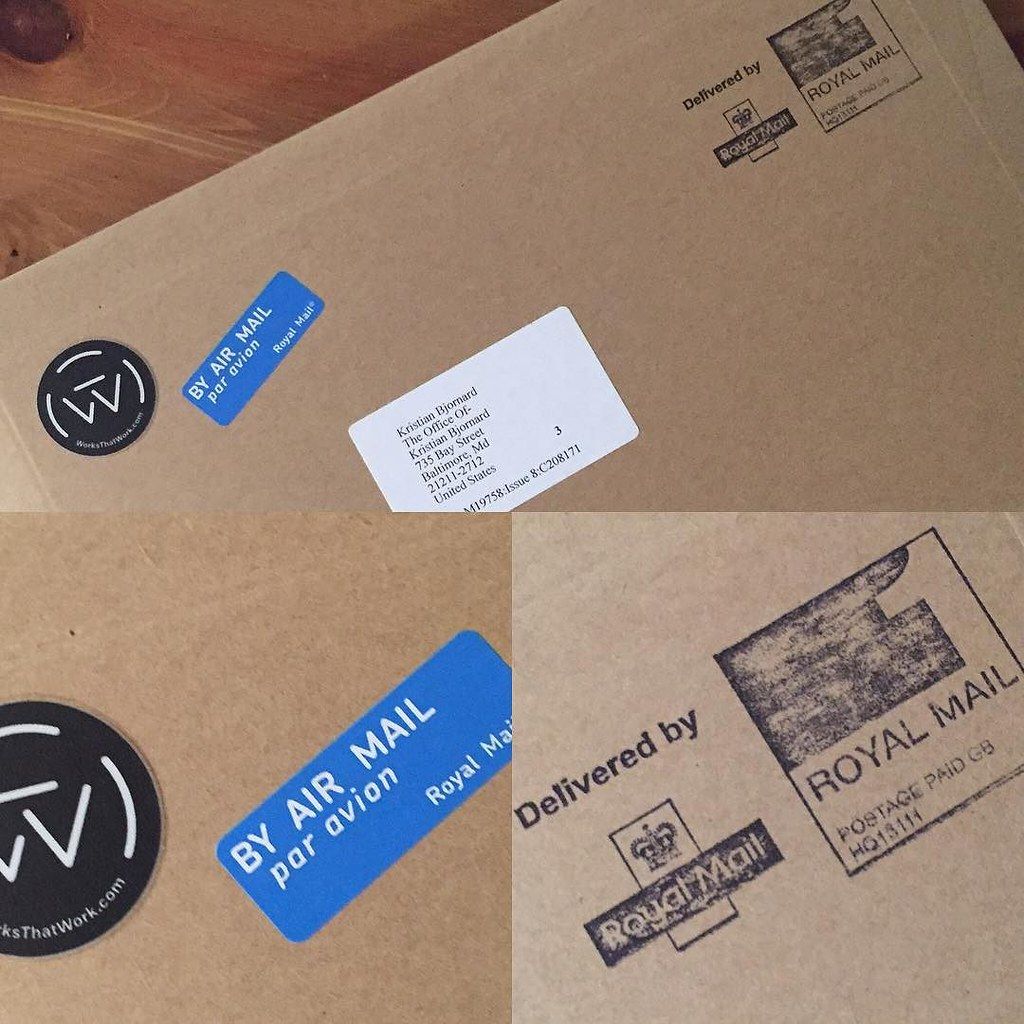 Delivered by
Royal Mail
ROYAL MAIL
POSTAGE PAID GB
HQ13111
BY AIR MAIL
par avion
Royal Mail®
WorksThatWork.com
Kristian Bjornard
The Office Of-
Kristian Bjornard
735 Bay Street
Baltimore, Md
21211-2712
United States
3
M19758:Issue 8:C208171
ksThatWork.com
BY AIR MAIL
par avion
Royal Mai
Delivered by
Royal Mail
ROYAL MAIL
POSTAGE PAID GB
HQ13111